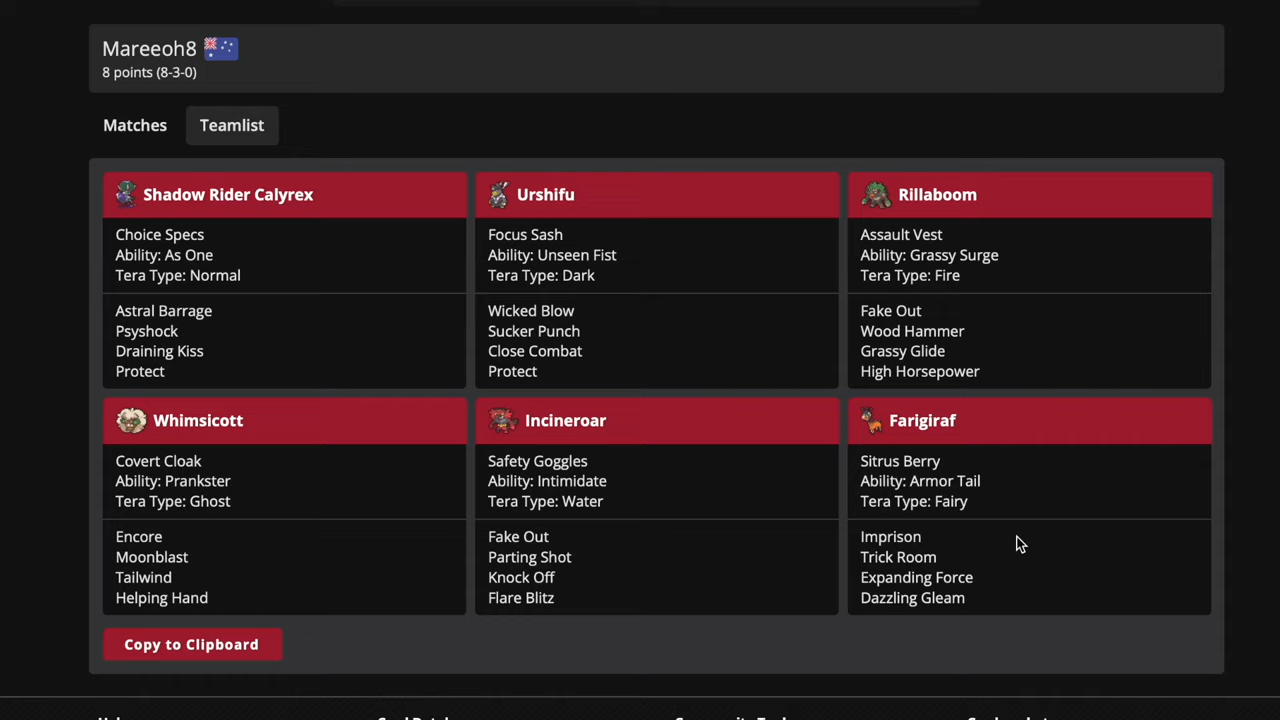 Mareeoh8
8 points (8-3-0)
Matches
Teamlist
Shadow Rider Calyrex
Choice Specs
Ability: As One
Tera Type: Normal
Astral Barrage
Psyshock
Draining Kiss
Protect
Urshifu
Focus Sash
Ability: Unseen Fist
Tera Type: Dark
Wicked Blow
Sucker Punch
Close Combat
Protect
Rillaboom
Assault Vest
Ability: Grassy Surge
Tera Type: Fire
Fake Out
Wood Hammer
Grassy Glide
High Horsepower
Whimsicott
Covert Cloak
Ability: Prankster
Tera Type: Ghost
Encore
Moonblast
Tailwind
Helping Hand
Incineroar
Safety Goggles
Ability: Intimidate
Tera Type: Water
Fake Out
Parting Shot
Knock Off
Flare Blitz
Farigiraf
Sitrus Berry
Ability: Armor Tail
Tera Type: Fairy
Imprison
Trick Room
Expanding Force
Dazzling Gleam
Copy to Clipboard